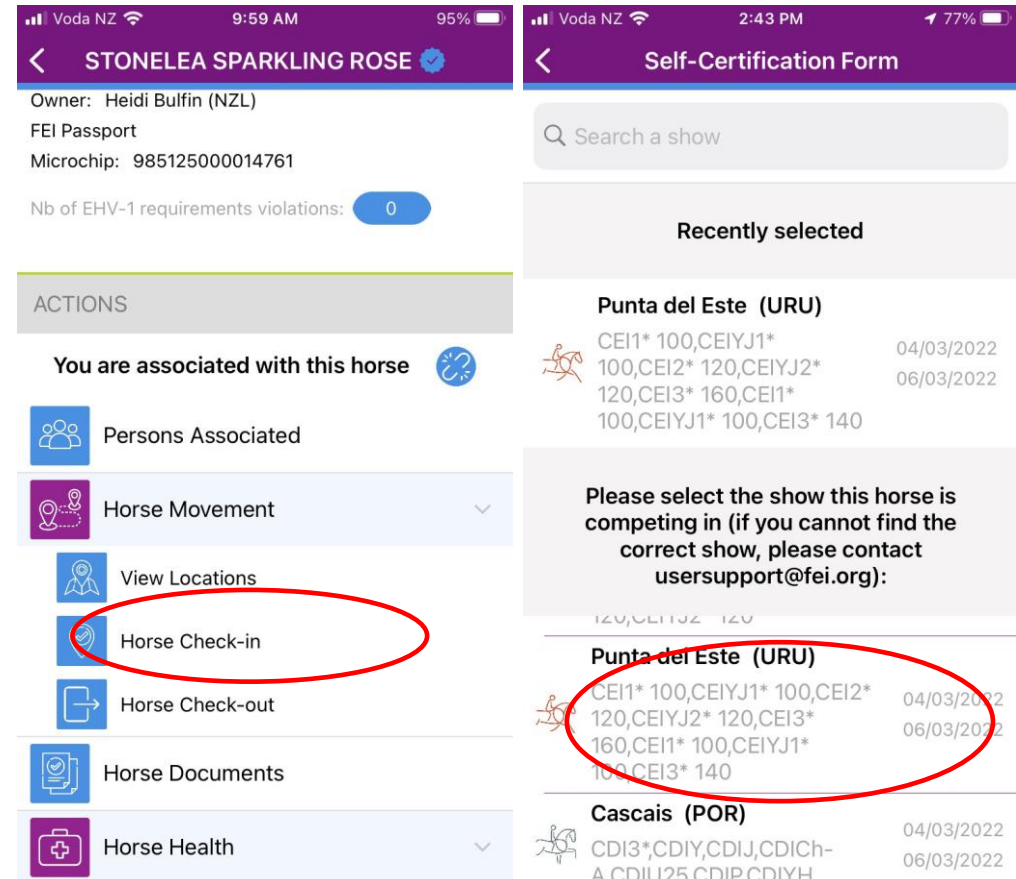 Voda NZ 9:59 AM 95%
STONELEA SPARKLING ROSE
Owner: Heidi Bulfin (NZL)
FEI Passport
Microchip: 985125000014761
Nb of EHV-1 requirements violations: 0
ACTIONS
You are associated with this horse
Persons Associated
Horse Movement
View Locations
Horse Check-in
Horse Check-out
Horse Documents
Horse Health
Voda NZ 2:43 PM 77%
Self-Certification Form
Search a show
Recently selected
Punta del Este (URU)
CEI1* 100,CEIYJ1*
100,CEI2* 120,CEIYJ2*
120,CEI3* 160,CEI1*
100,CEIYJ1* 100,CEI3* 140
04/03/2022
06/03/2022
Please select the show this horse is
competing in (if you cannot find the
correct show, please contact
usersupport@fei.org):
120,CEIYJ2* 120
Punta del Este (URU)
CEI1* 100,CEIYJ1* 100,CEI2*
120,CEIYJ2* 120,CEI3*
160,CEI1* 100,CEIYJ1*
100,CEI3* 140
04/03/2022
06/03/2022
Cascais (POR)
CDI3*,CDIY,CDIJ,CDICh-
A,CDIU25,CDIP,CDIYH
04/03/2022
06/03/2022